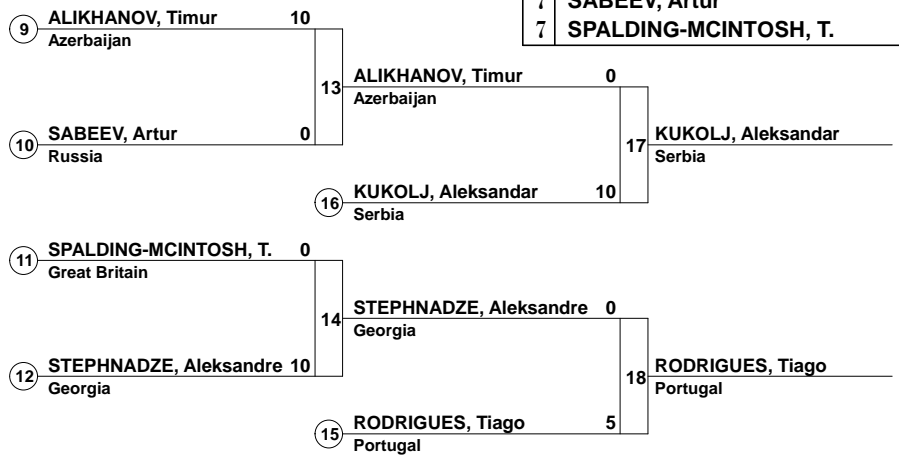 7 SABEEV, Artur
7 SPALDING-MCINTOSH, T.
9 ALIKHANOV, Timur 10
Azerbaijan
13 ALIKHANOV, Timur 0
Azerbaijan
10 SABEEV, Artur 0
Russia
17 KUKOLJ, Aleksandar
Serbia
16 KUKOLJ, Aleksandar 10
Serbia
11 SPALDING-MCINTOSH, T. 0
Great Britain
14 STEPHNADZE, Aleksandre 0
Georgia
12 STEPHNADZE, Aleksandre 10
Georgia
18 RODRIGUES, Tiago
Portugal
15 RODRIGUES, Tiago 5
Portugal